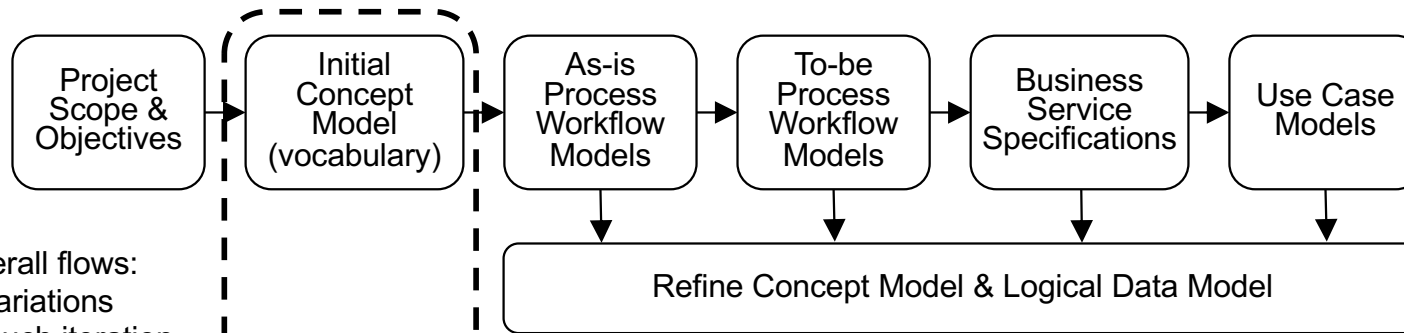 Project
Scope &
Objectives
Initial
Concept
Model
(vocabulary)
As-is
Process
Workflow
Models
To-be
Process
Workflow
Models
Business
Service
Specifications
Use Case
Models
Refine Concept Model & Logical Data Model
flows: